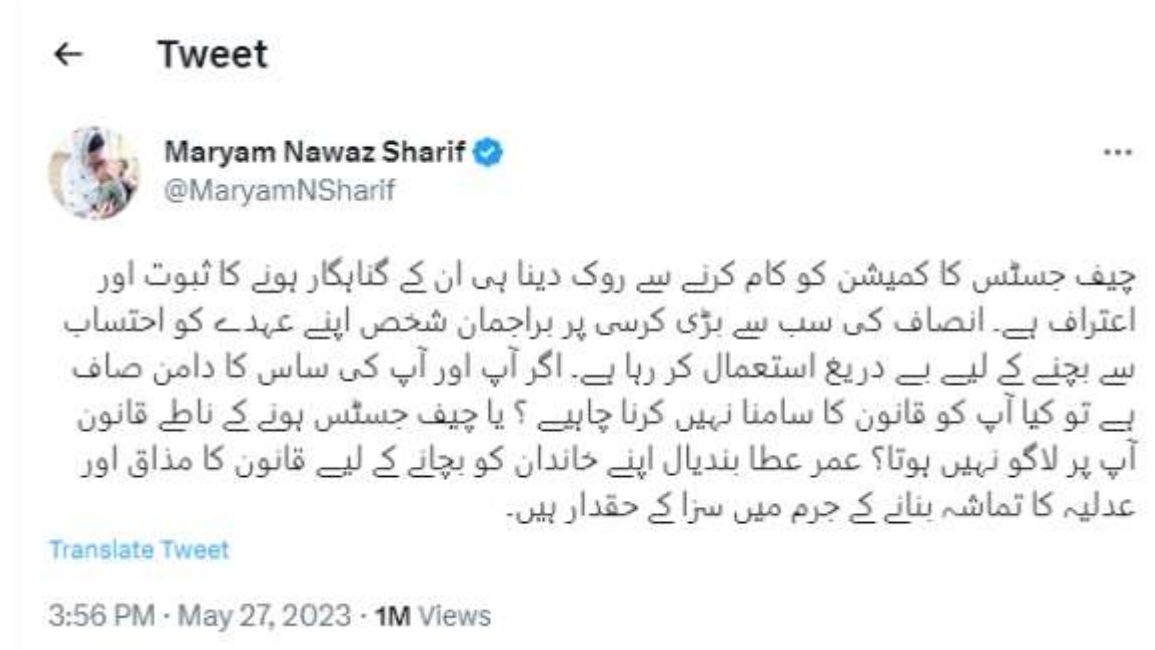 ← Tweet
Maryam Nawaz Sharif
@MaryamNSharif
چیف جسٹس کا کمیشن کو کام کرنے سے روک دینا ہی ان کے گناہگار ہونے کا ثبوت اور
اعتراف ہے۔ انصاف کی سب سے بڑی کرسی پر براجمان شخص اپنے عہدے کو احتساب
سے بچنے کے لیے بے دریغ استعمال کر رہا ہے۔ اگر آپ اور آپ کی ساس کا دامن صاف
ہے تو کیا آپ کو قانون کا سامنا نہیں کرنا چاہیے ؟ یا چیف جسٹس ہونے کے ناطے قانون
آپ پر لاگو نہیں ہوتا؟ عمر عطا بندیال اپنے خاندان کو بچانے کے لیے قانون کا مذاق اور
عدلیہ کا تماشہ بنانے کے جرم میں سزا کے حقدار ہیں۔
Translate Tweet
3:56 PM · May 27, 2023 · 1M Views